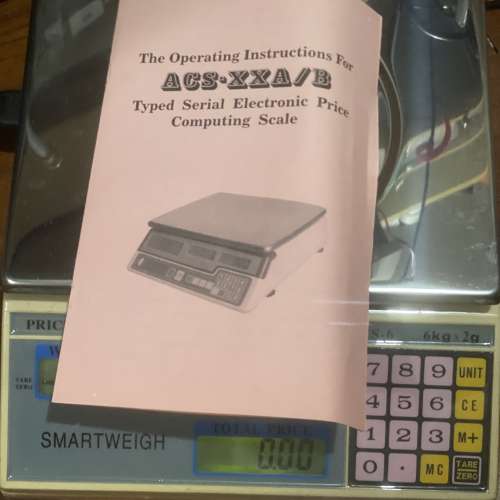 The Operating Instructions For
ACS-XXA/B
Typed Serial Electronic Price
Computing Scale
PRIC
S-6 6kg x 2g
W
TARE
ZERO
7 8 9 UNIT
4 5 6 CE
TOTAL PRICE
SMARTWEIGH
0.00
1 2 3 M+
0 . MC TARE
ZERO